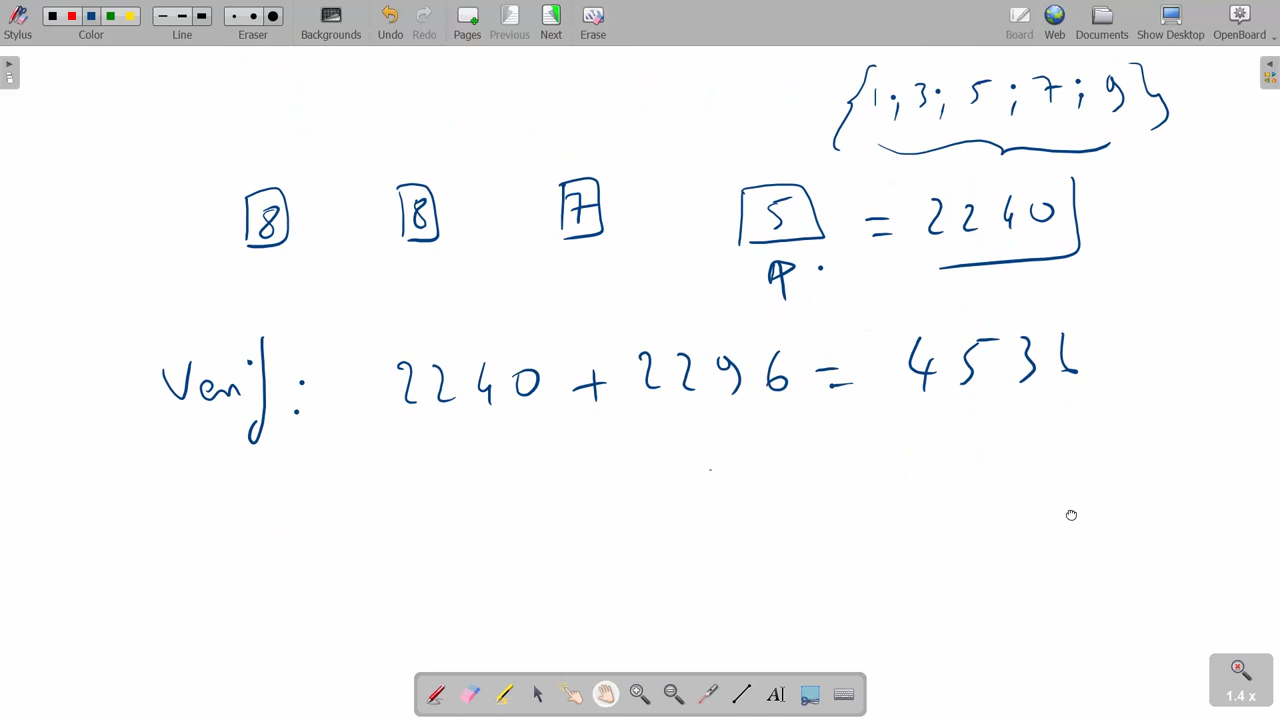 Stylus Color Line Eraser Backgrounds Undo Redo Pages Previous Next Erase Board Web Documents Show Desktop OpenBoard
{1; 3; 5; 7; 9}
8 8 7 5 = 2240
Verif: 2240 + 2296 = 4536
1.4 x